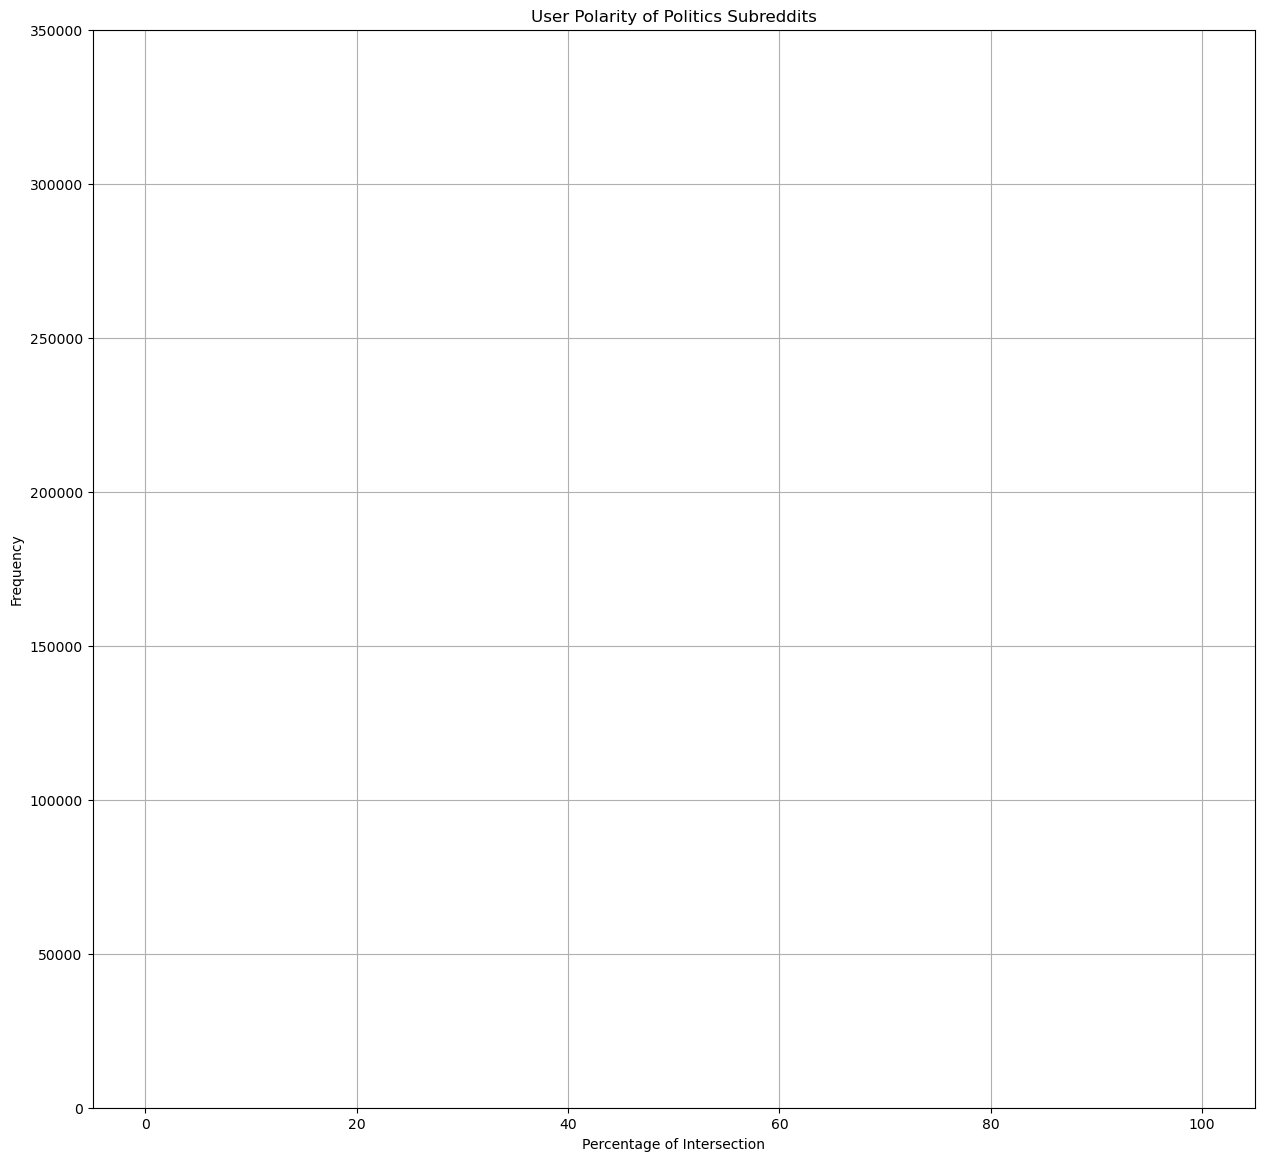 User Polarity of Politics Subreddits
350000
300000
250000
200000
150000
100000
50000
0
Frequency
0 20 40 60 80 100
Percentage of Intersection